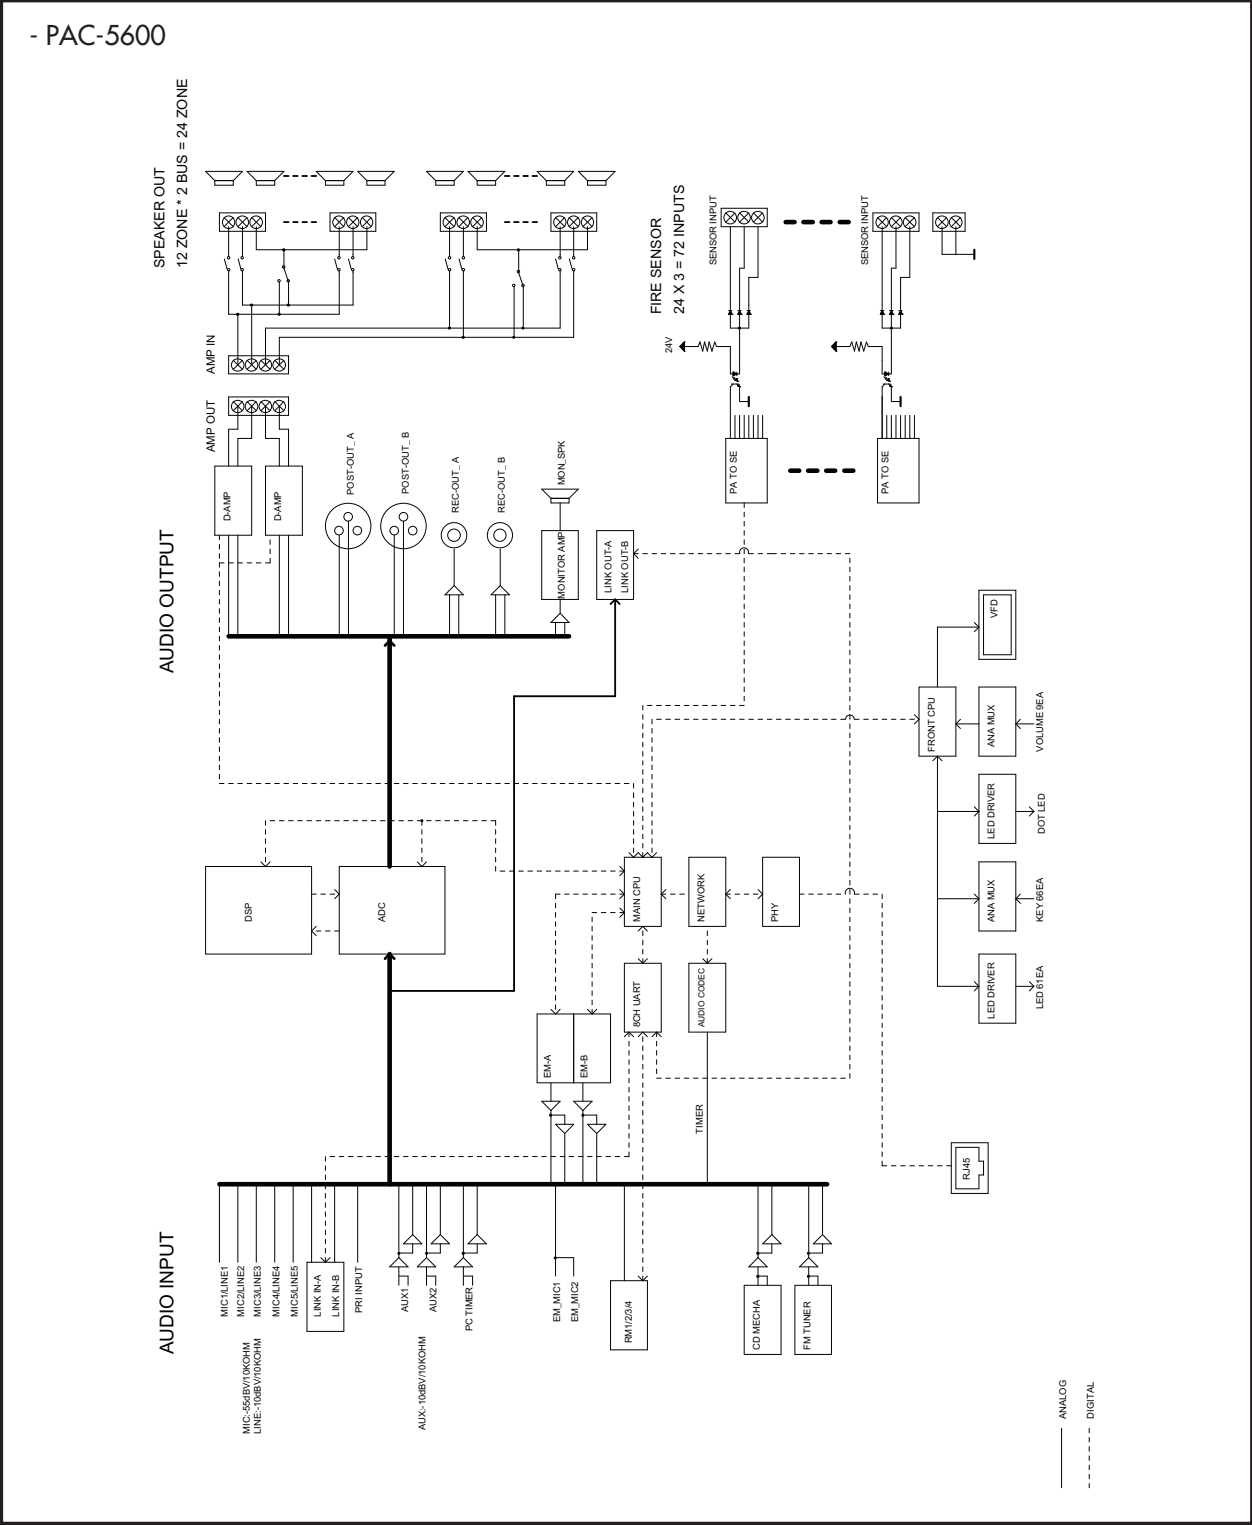 - PAC-5600
SPEAKER OUT
12 ZONE * 2 BUS = 24 ZONE
AMP IN
AMP OUT
D-AMP
D-AMP
POST-OUT_ A
POST-OUT_ B
REC-OUT_ A
REC-OUT_ B
MON_SPK
MONITOR AMP
LINK OUT-A
LINK OUT-B
AUDIO OUTPUT
FIRE SENSOR
24 X 3 = 72 INPUTS
SENSOR INPUT
SENSOR INPUT
24V
PA TO SE
PA TO SE
VFD
FRONT CPU
ANA MUX
VOLUME 9EA
LED DRIVER
DOT LED
ANA MUX
KEY 66EA
LED DRIVER
LED 61EA
DSP
ADC
MAIN CPU
NETWORK
PHY
8CH UART
AUDIO CODEC
EM-A
EM-B
TIMER
RJ45
AUDIO INPUT
MIC1/LINE1
MIC2/LINE2
MIC3/LINE3
MIC4/LINE4
MIC5/LINE5
LINK IN-A
LINK IN-B
PRI INPUT
AUX1
AUX2
PC TIMER
EM_MIC1
EM_MIC2
RM1/2/3/4
CD MECHA
FM TUNER
MIC:-55dBV/10KOHM
LINE:-10dBV/10KOHM
AUX:-10dBV/10KOHM
ANALOG
DIGITAL